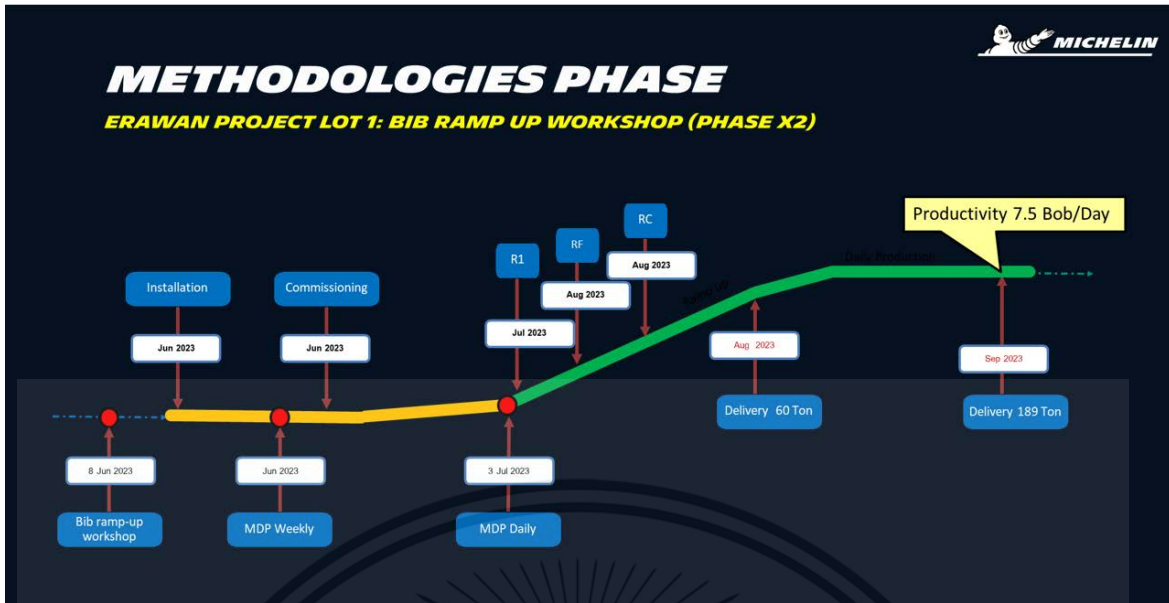 MICHELIN
METHODOLOGIES PHASE
ERAWAN PROJECT LOT 1: BIB RAMP UP WORKSHOP (PHASE X2)
Productivity 7.5 Bob/Day
RC
RF
R1
Daily Production
Aug 2023
Installation
Commissioning
Aug 2023
Ramp up
Jul 2023
Jun 2023
Jun 2023
Aug 2023
Sep 2023
Delivery 60 Ton
Delivery 189 Ton
8 Jun 2023
Jun 2023
3 Jul 2023
Bib ramp-up
workshop
MDP Weekly
MDP Daily